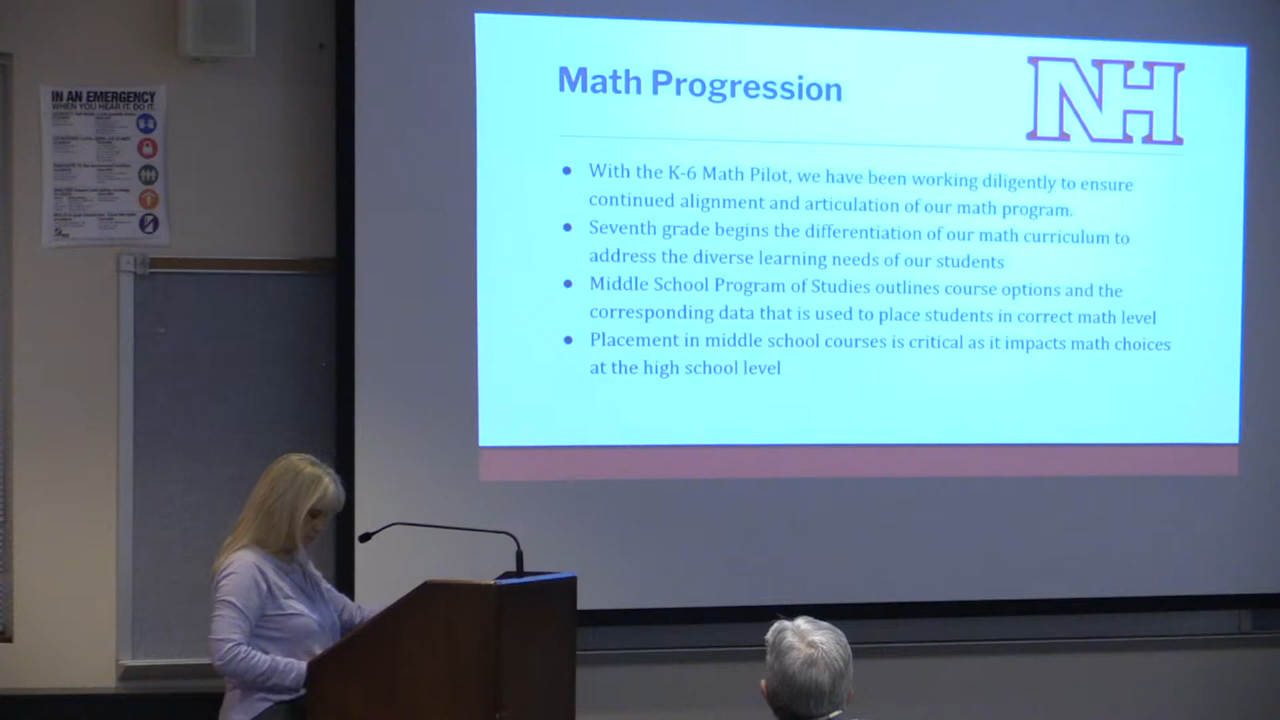 IN AN EMERGENCY
WHEN YOU HEAR IT. DO IT.
Math Progression
NH
● With the K-6 Math Pilot, we have been working diligently to ensure
continued alignment and articulation of our math program.
● Seventh grade begins the differentiation of our math curriculum to
address the diverse learning needs of our students
● Middle School Program of Studies outlines course options and the
corresponding data that is used to place students in correct math level
● Placement in middle school courses is critical as it impacts math choices
at the high school level